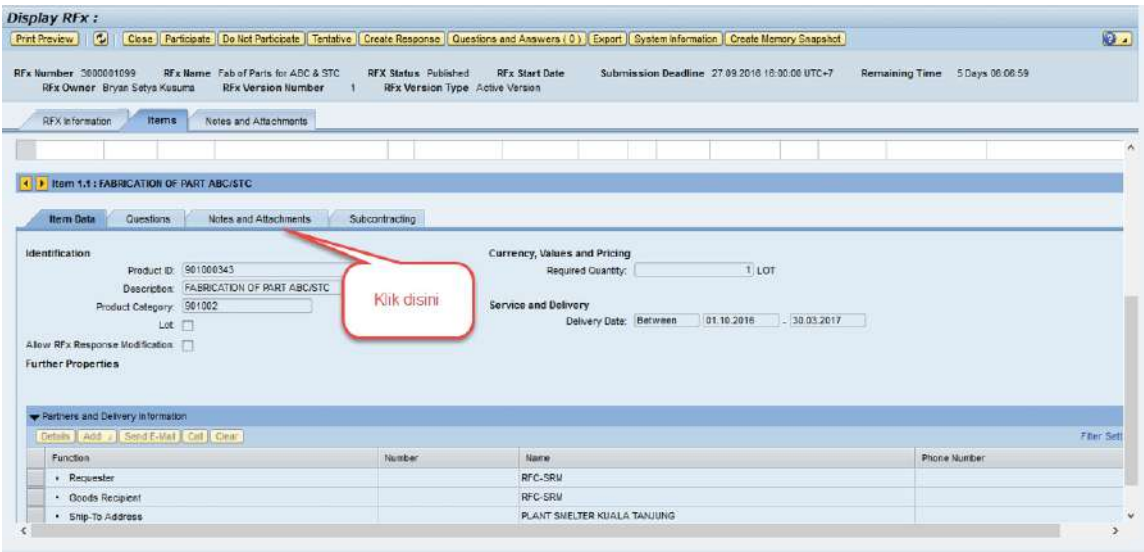 Display RFx :
Print Preview Close Participate Do Not Participate Tentative Create Response Questions and Answers ( 0 ) Export System Information Create Memory Snapshot
RFx Number 3000001099 RFx Name Fab of Parts for ABC & STC RFX Status Published RFx Start Date Submission Deadline 27.09.2016 16:00:00 UTC+7 Remaining Time 5 Days 06:06:59
RFx Owner Bryan Satya Kusuma RFx Version Number 1 RFx Version Type Active Version
RFX Information Items Notes and Attachments
Item 1.1 : FABRICATION OF PART ABC/STC
Item Data Questions Notes and Attachments Subcontracting
Identification Currency, Values and Pricing
Product ID: 901000343 Required Quantity: 1 LOT
Description: FABRICATION OF PART ABC/STC
Klik disini
Product Category: 901002 Service and Delivery
Lot: Delivery Date: Between 01.10.2016 - 30.03.2017
Allow RFx Response Modification:
Further Properties
Partners and Delivery Information
Details Add Send E-Mail Call Clear Filter Sett
Function Number Name Phone Number
• Requester RFC-SRM
• Goods Recipient RFC-SRM
• Ship-To Address PLANT SMELTER KUALA TANJUNG